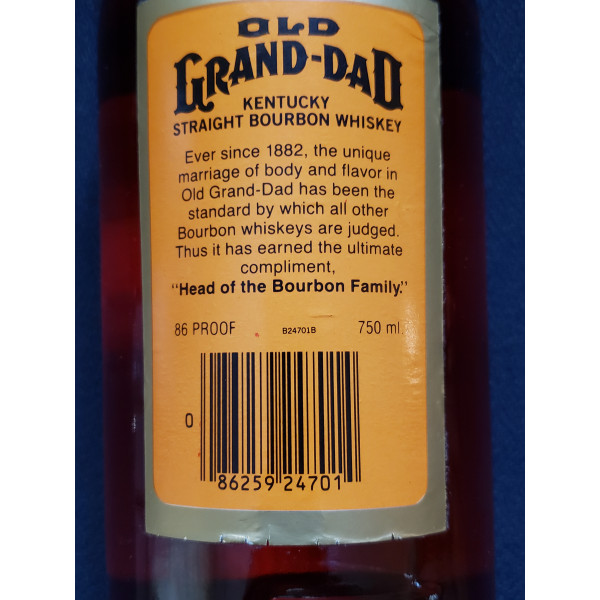 OLD
GRAND-DAD
KENTUCKY
STRAIGHT BOURBON WHISKEY
Ever since 1882, the unique
marriage of body and flavor in
Old Grand-Dad has been the
standard by which all other
Bourbon whiskeys are judged.
Thus it has earned the ultimate
compliment,
"Head of the Bourbon Family."
86 PROOF B24701B 750 ml.
0
86259 24701